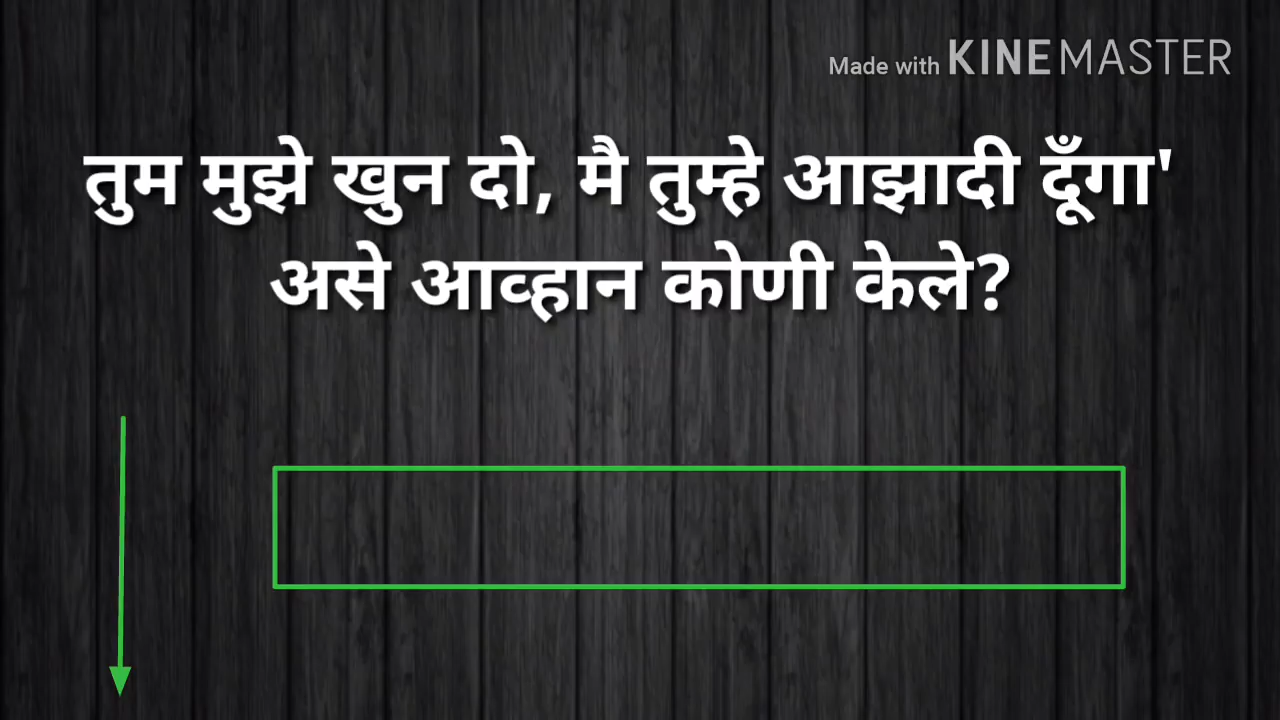 Made with KINEMASTER
तुम मुझे खुन दो, मै तुम्हे आझादी दूँगा'
असे आव्हान कोणी केले?